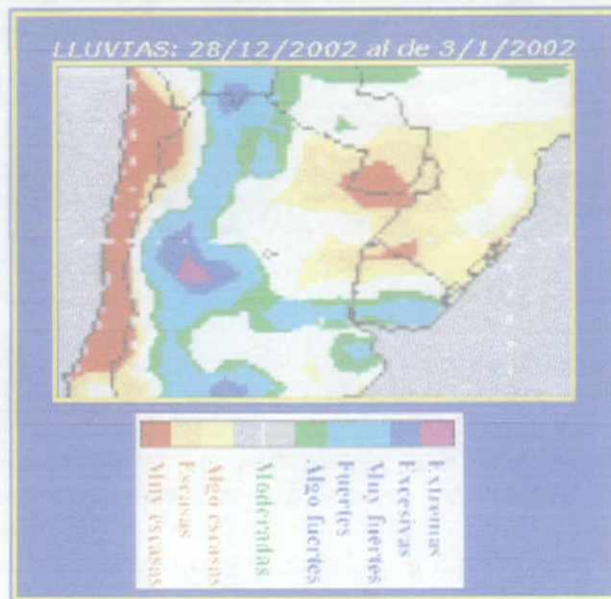 LLUVIAS: 28/12/2002 al de 3/1/2002
Muy escasas
Escasas
Algo escasas
Moderadas
Algo fuertes
Fuertes
Muy fuertes
Excesivas
Extremas